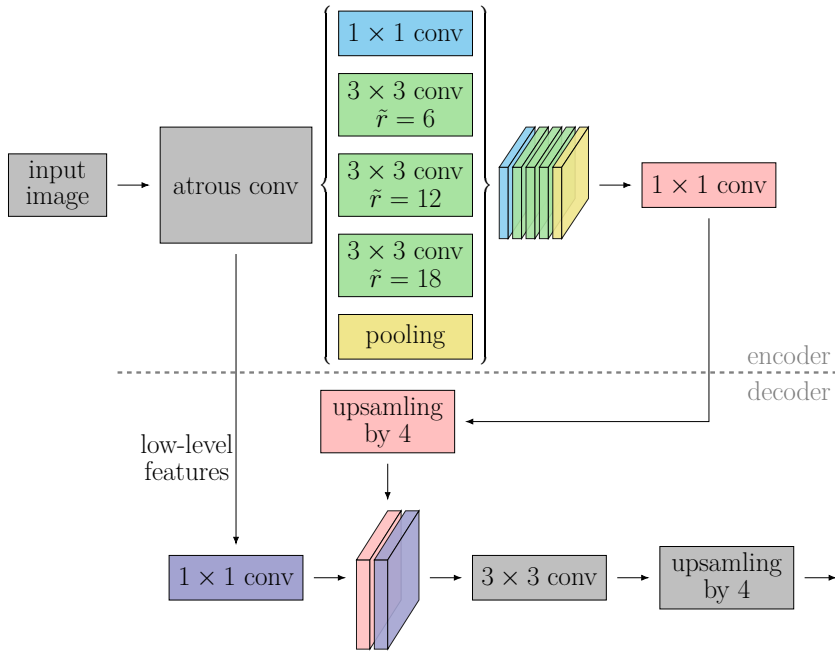 1 × 1 conv
3 × 3 conv
r̃ = 6
input
image
atrous conv
3 × 3 conv
r̃ = 12
1 × 1 conv
3 × 3 conv
r̃ = 18
pooling
encoder
decoder
upsamling
by 4
low-level
features
1 × 1 conv
3 × 3 conv
upsamling
by 4